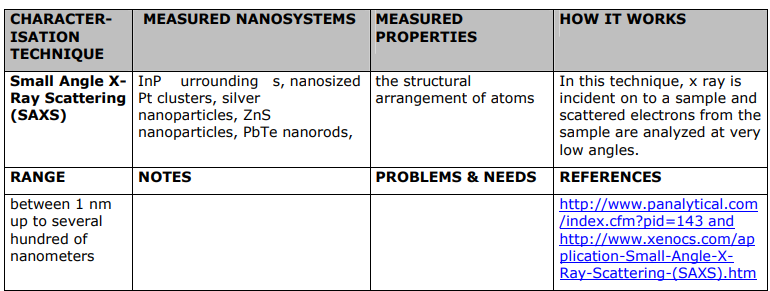 CHARACTER-
ISATION
TECHNIQUE
MEASURED NANOSYSTEMS
MEASURED
PROPERTIES
HOW IT WORKS
Small Angle X-
Ray Scattering
(SAXS)
InP urrounding s, nanosized
Pt clusters, silver
nanoparticles, ZnS
nanoparticles, PbTe nanorods,
the structural
arrangement of atoms
In this technique, x ray is
incident on to a sample and
scattered electrons from the
sample are analyzed at very
low angles.
RANGE
NOTES
PROBLEMS & NEEDS
REFERENCES
between 1 nm
up to several
hundred of
nanometers
http://www.panalytical.com
/index.cfm?pid=143 and
http://www.xenocs.com/ap
plication-Small-Angle-X-
Ray-Scattering-(SAXS).htm